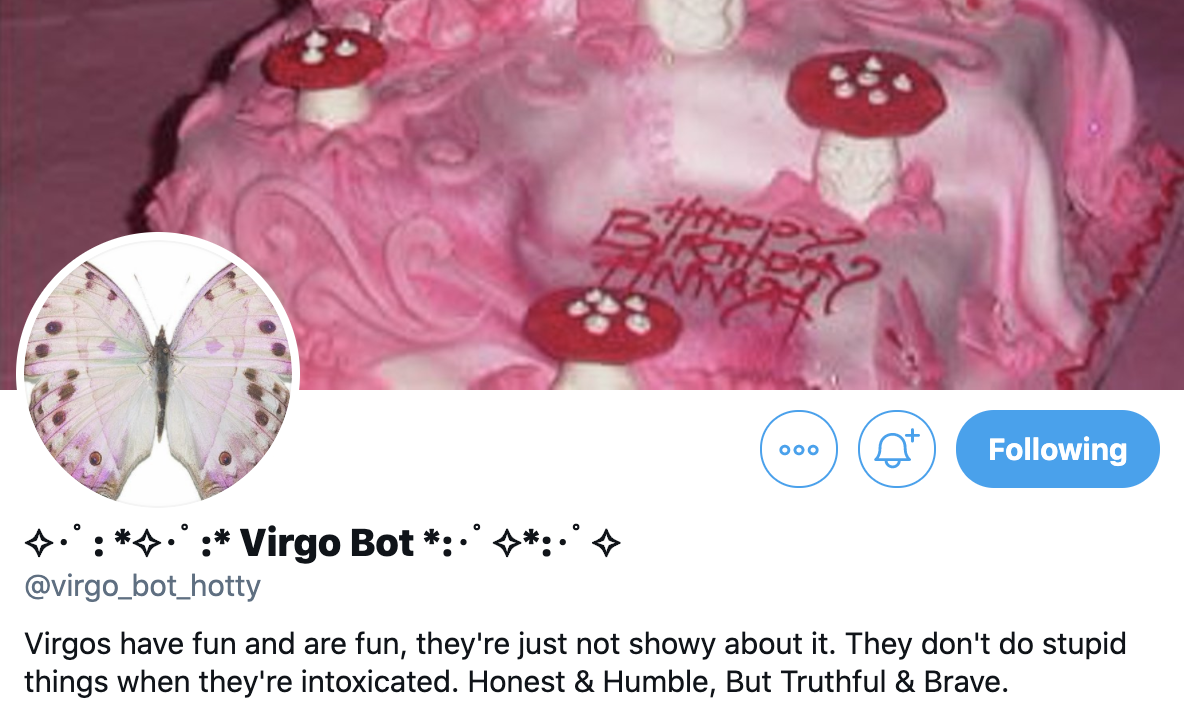 HAPPY
BIRTHDAY
Following
✧･ﾟ: *✧･ﾟ:* Virgo Bot *:･ﾟ✧*:･ﾟ✧
@virgo_bot_hotty
Virgos have fun and are fun, they're just not showy about it. They don't do stupid
things when they're intoxicated. Honest & Humble, But Truthful & Brave.